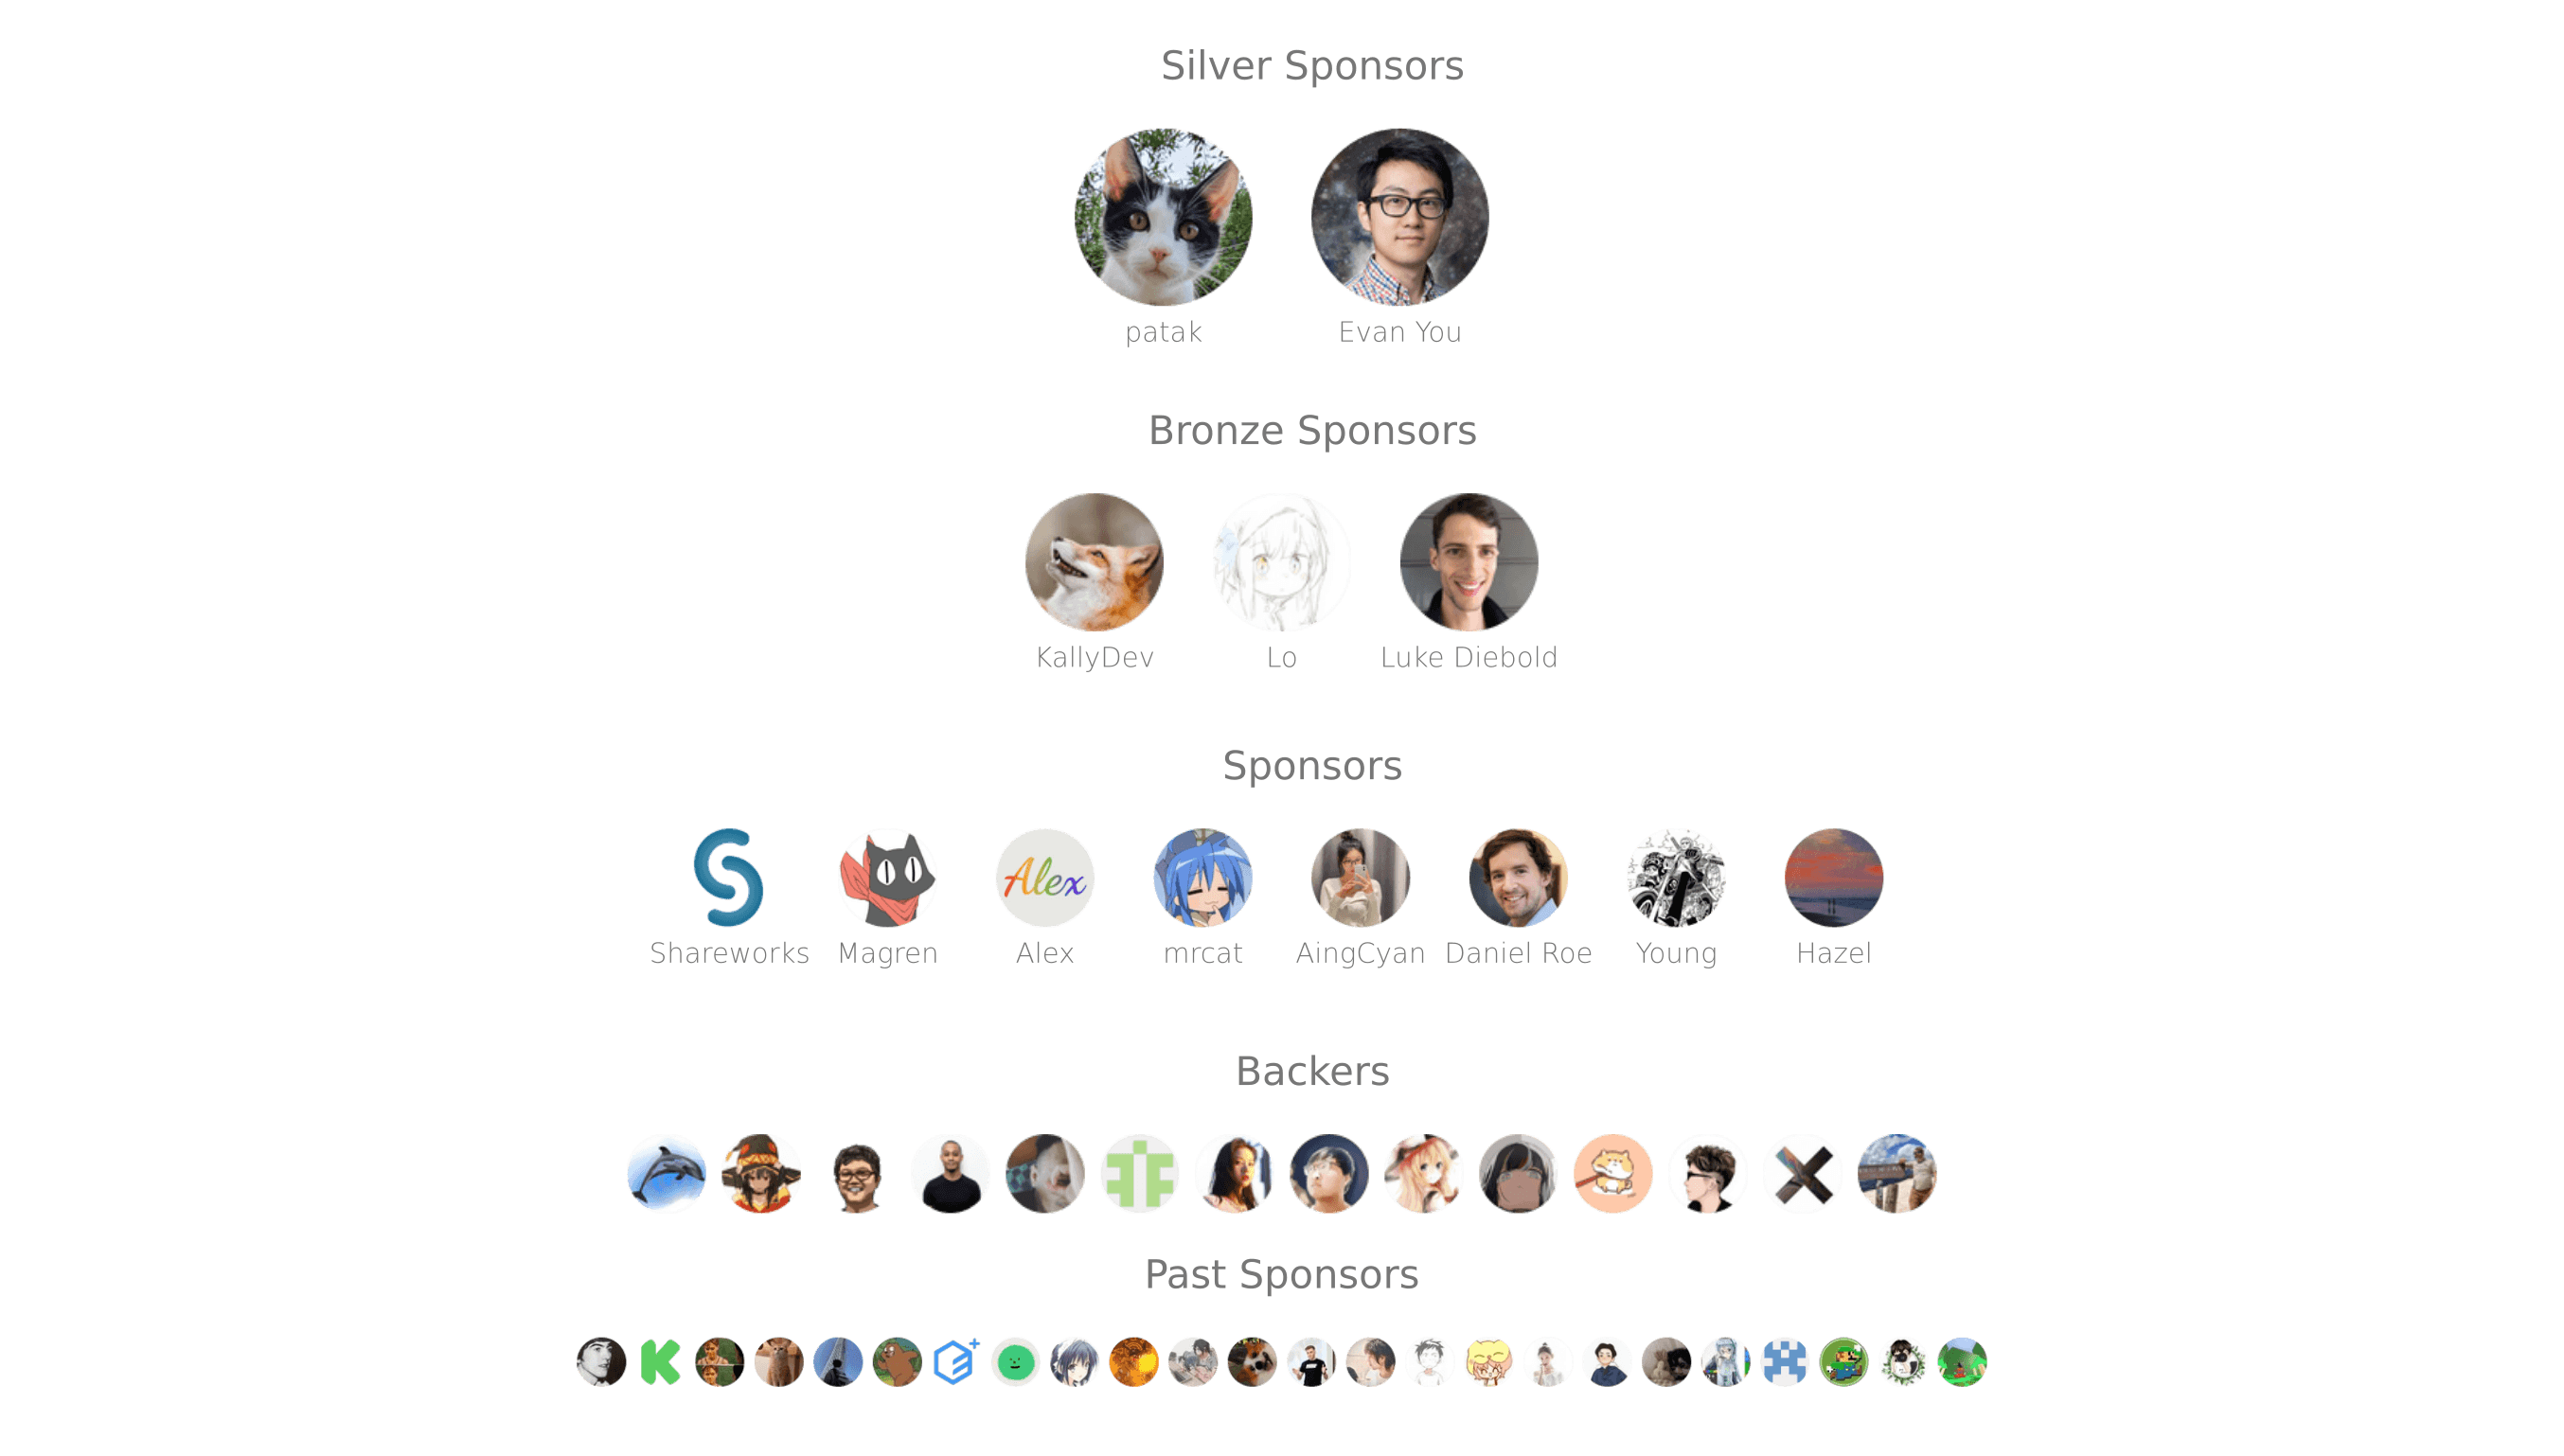 Silver Sponsors
patak
Evan You
Bronze Sponsors
KallyDev
Lo
Luke Diebold
Sponsors
Alex
Shareworks
Magren
Alex
mrcat
AingCyan
Daniel Roe
Young
Hazel
Backers
Past Sponsors